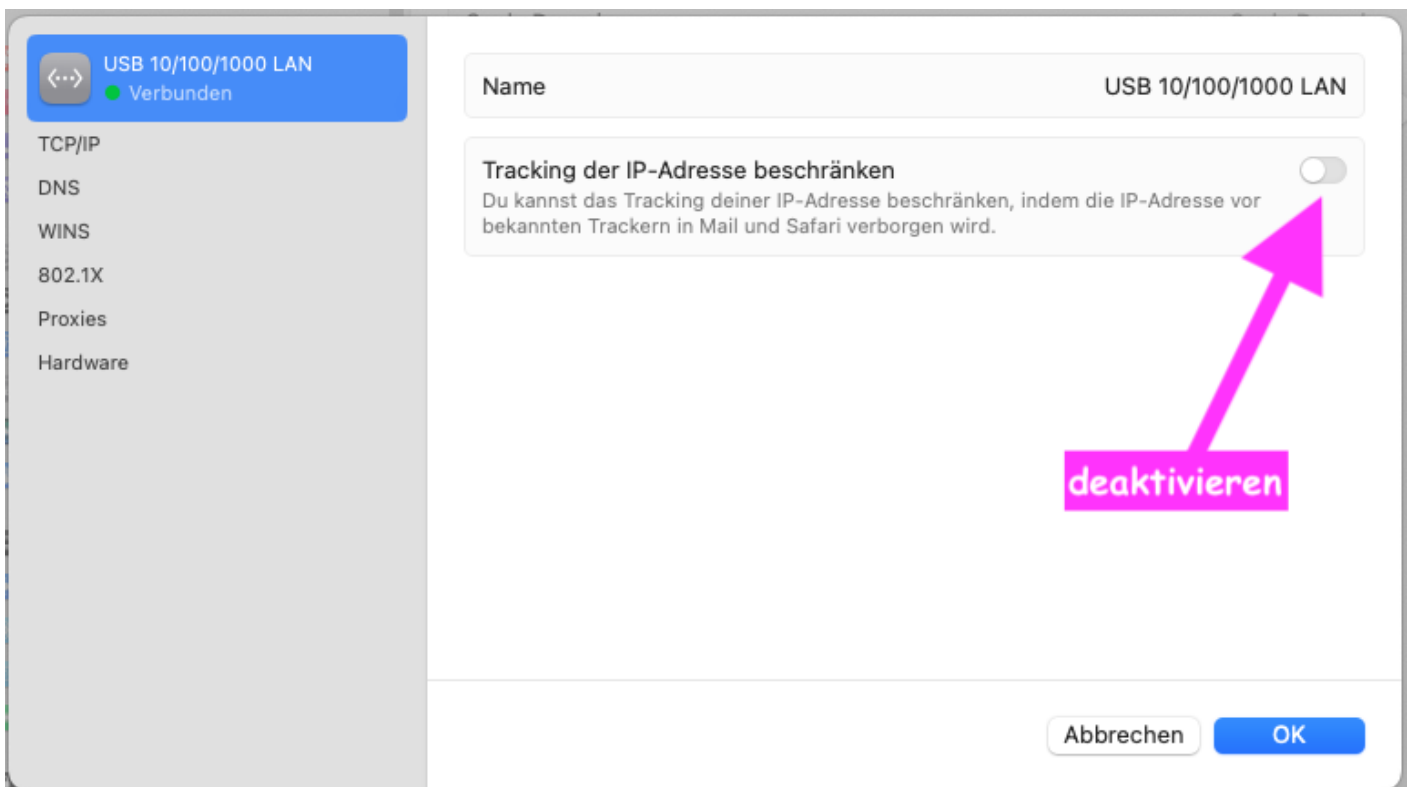 USB 10/100/1000 LAN
Verbunden
TCP/IP
DNS
WINS
802.1X
Proxies
Hardware
Name
USB 10/100/1000 LAN
Tracking der IP-Adresse beschränken
Du kannst das Tracking deiner IP-Adresse beschränken, indem die IP-Adresse vor
bekannten Trackern in Mail und Safari verborgen wird.
deaktivieren
Abbrechen
OK